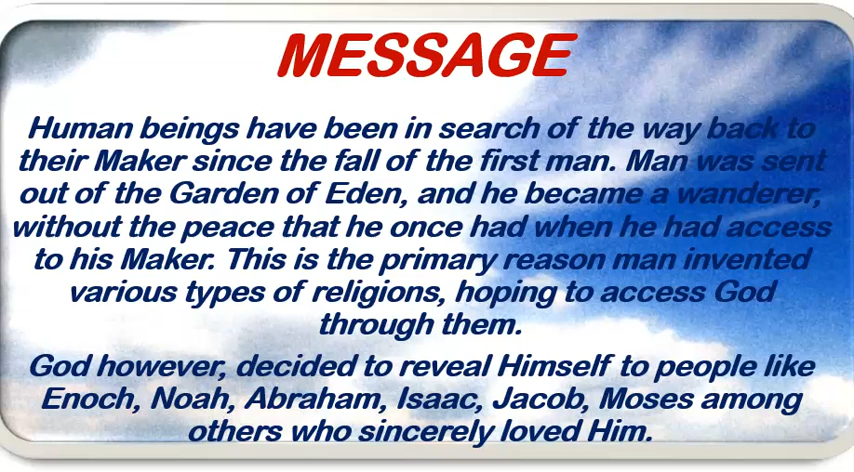 MESSAGE
Human beings have been in search of the way back to
their Maker since the fall of the first man. Man was sent
out of the Garden of Eden, and he became a wanderer,
without the peace that he once had when he had access
to his Maker. This is the primary reason man invented
various types of religions, hoping to access God
through them.
God however, decided to reveal Himself to people like
Enoch, Noah, Abraham, Isaac, Jacob, Moses among
others who sincerely loved Him.